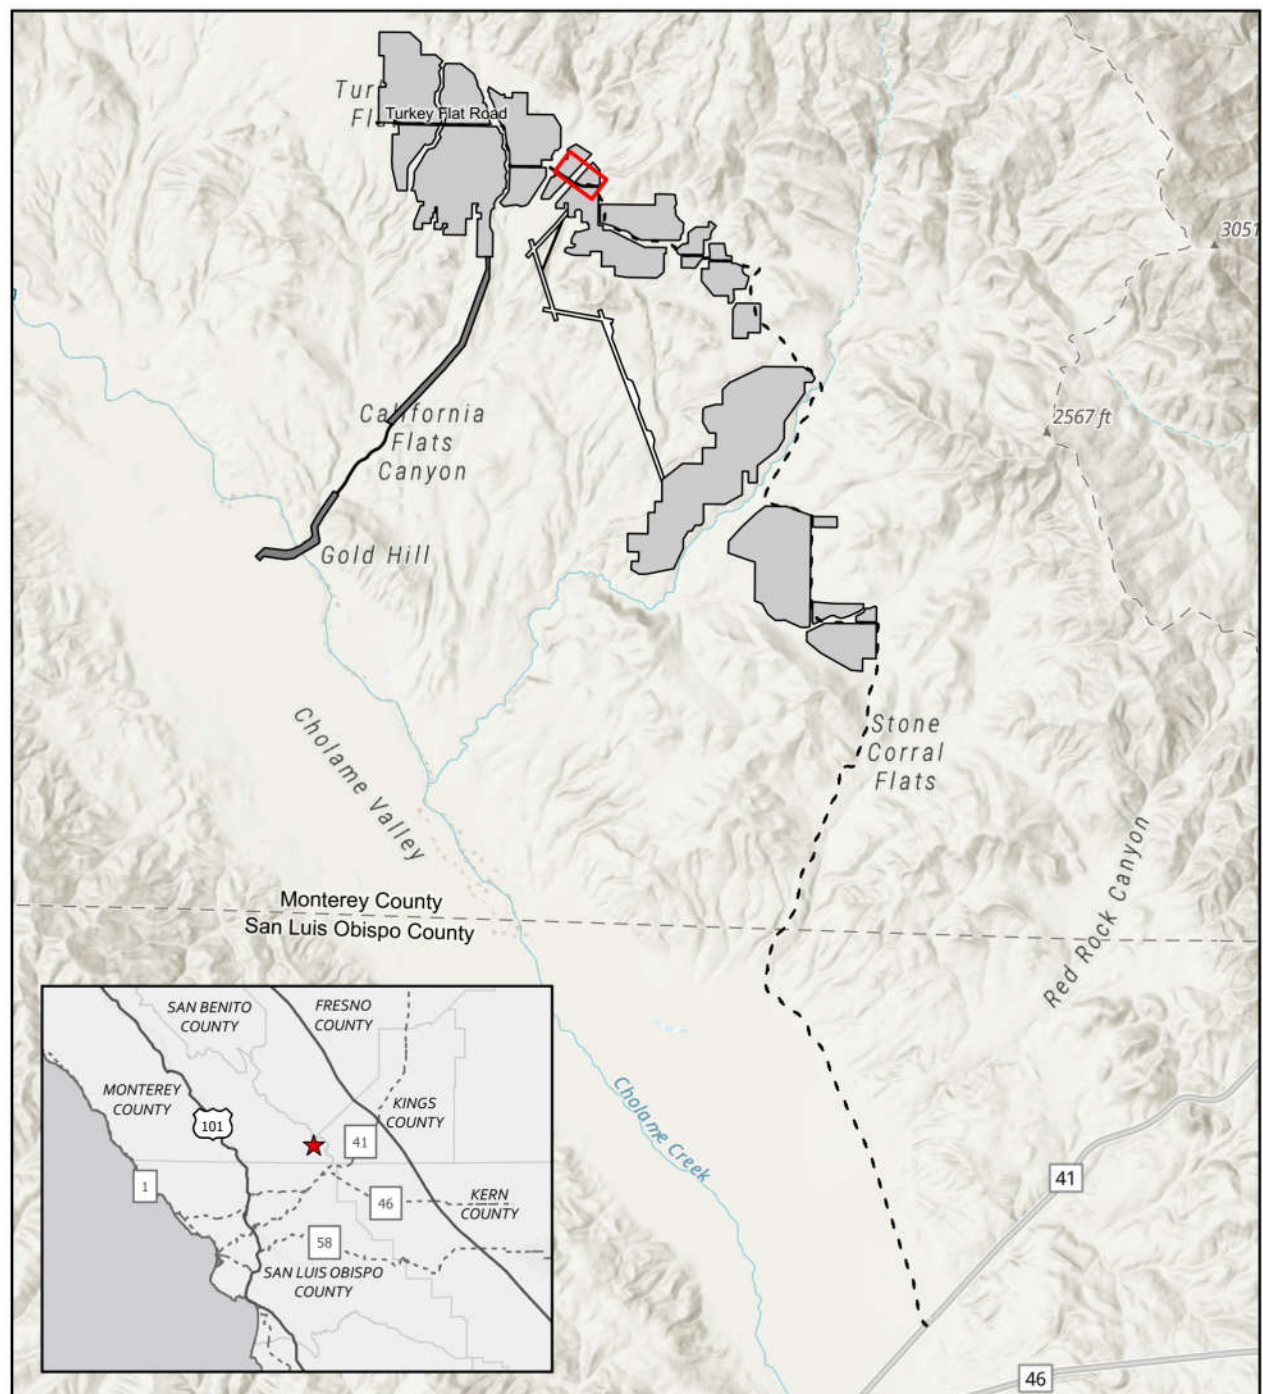 Turkey Flat Road
3051
California
Flats
Canyon
2567 ft
Gold Hill
Stone
Corral
Flats
Cholame Valley
Red Rock Canyon
Monterey County
San Luis Obispo County
Cholame Creek
41
46
SAN BENITO
COUNTY
FRESNO
COUNTY
MONTEREY
COUNTY
KINGS
COUNTY
101
41
1
46
KERN
COUNTY
58
SAN LUIS OBISPO
COUNTY